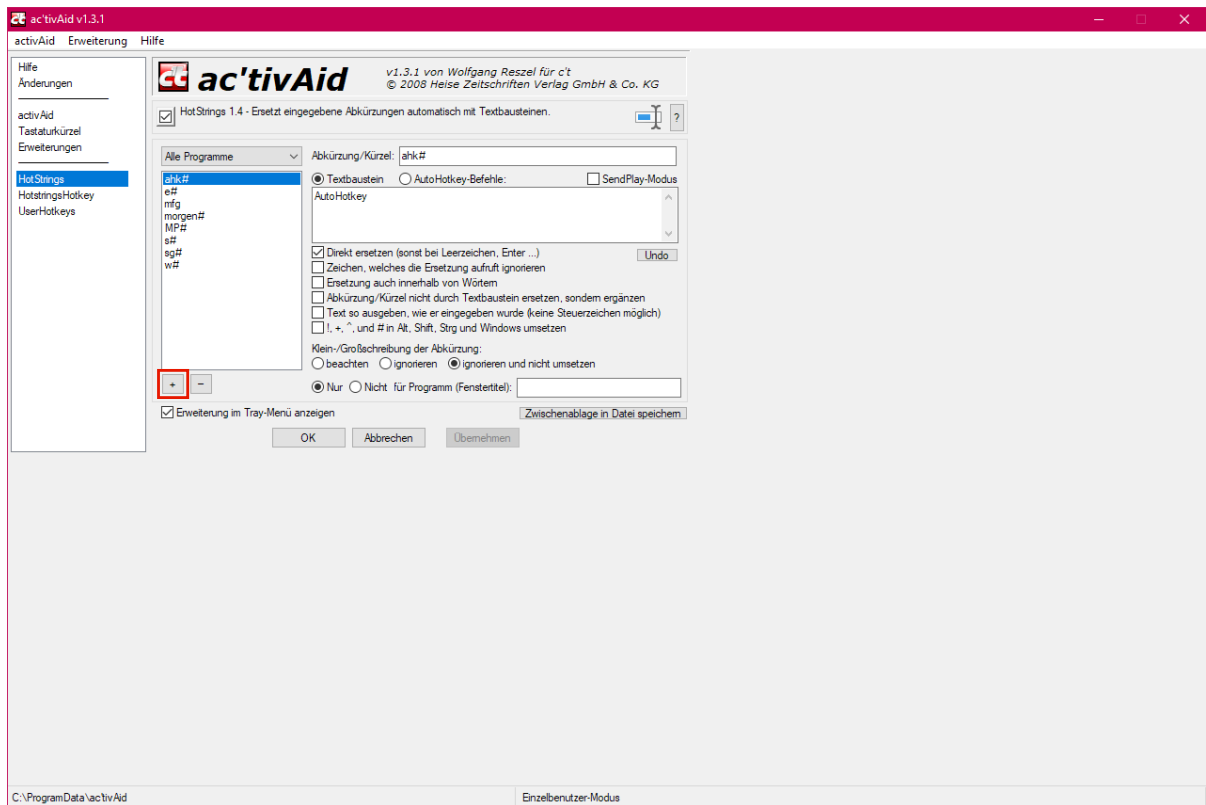 ac'tivAid v1.3.1
activAid Erweiterung Hilfe
Hilfe
Änderungen
activAid
Tastaturkürzel
Erweiterungen
HotStrings
HotstringsHotkey
UserHotkeys
ct ac'tivAid
v1.3.1 von Wolfgang Reszel für c't
© 2008 Heise Zeitschriften Verlag GmbH & Co. KG
HotStrings 1.4 - Ersetzt eingegebene Abkürzungen automatisch mit Textbausteinen.
?
Alle Programme
Abkürzung/Kürzel: ahk#
ahk#
e#
mfg
morgen#
MP#
s#
sg#
w#
+ −
Textbaustein AutoHotkey-Befehle: SendPlay-Modus
AutoHotkey
Direkt ersetzen (sonst bei Leerzeichen, Enter ...) Undo
Zeichen, welches die Ersetzung aufruft ignorieren
Ersetzung auch innerhalb von Wörtern
Abkürzung/Kürzel nicht durch Textbaustein ersetzen, sondern ergänzen
Text so ausgeben, wie er eingegeben wurde (keine Steuerzeichen möglich)
!, +, ^, und # in Alt, Shift, Strg und Windows umsetzen
Klein-/Großschreibung der Abkürzung:
beachten ignorieren ignorieren und nicht umsetzen
Nur Nicht für Programm (Fenstertitel):
Erweiterung im Tray-Menü anzeigen Zwischenablage in Datei speichern
OK Abbrechen Übernehmen
C:\ProgramData\ac'tivAid Einzelbenutzer-Modus